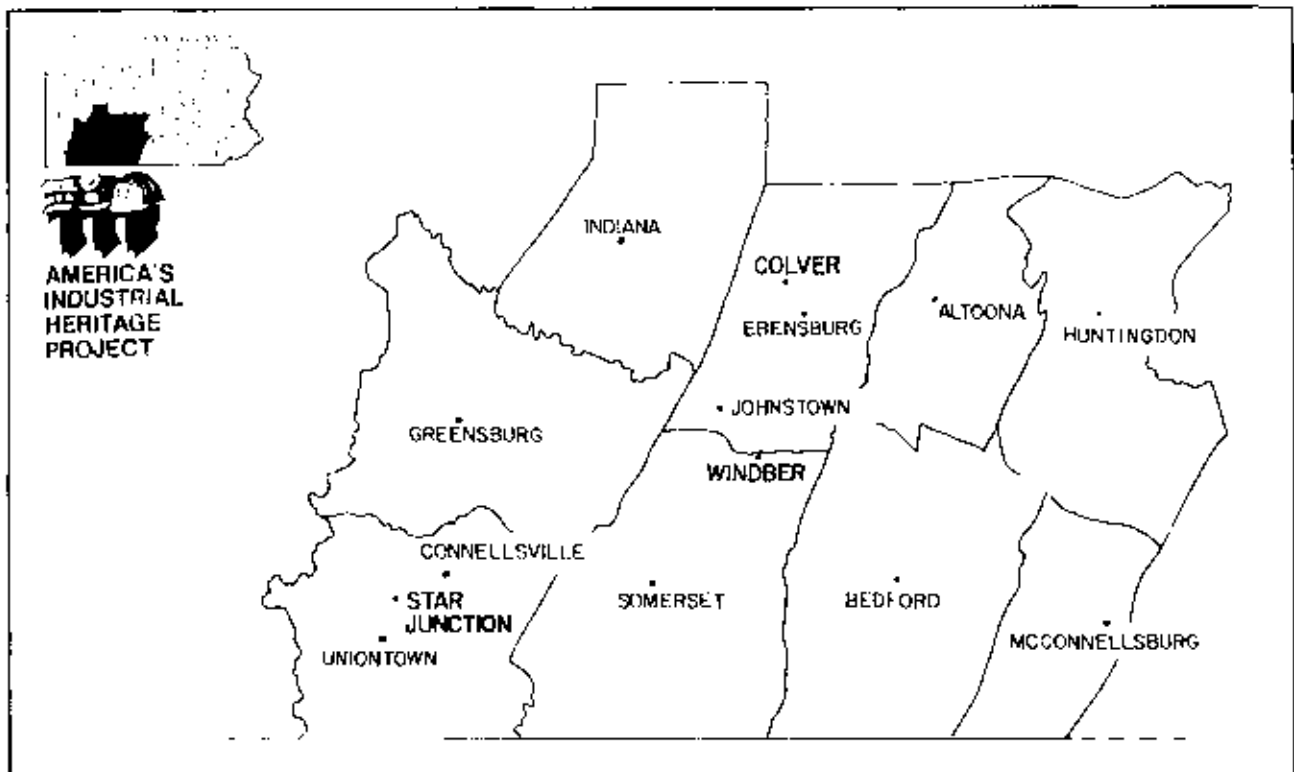 AMERICA'S
INDUSTRIAL
HERITAGE
PROJECT
INDIANA
COLVER
EBENSBURG
ALTOONA
HUNTINGDON
JOHNSTOWN
GREENSBURG
WINDBER
CONNELLSVILLE
STAR
JUNCTION
SOMERSET
BEDFORD
UNIONTOWN
MCCONNELLSBURG